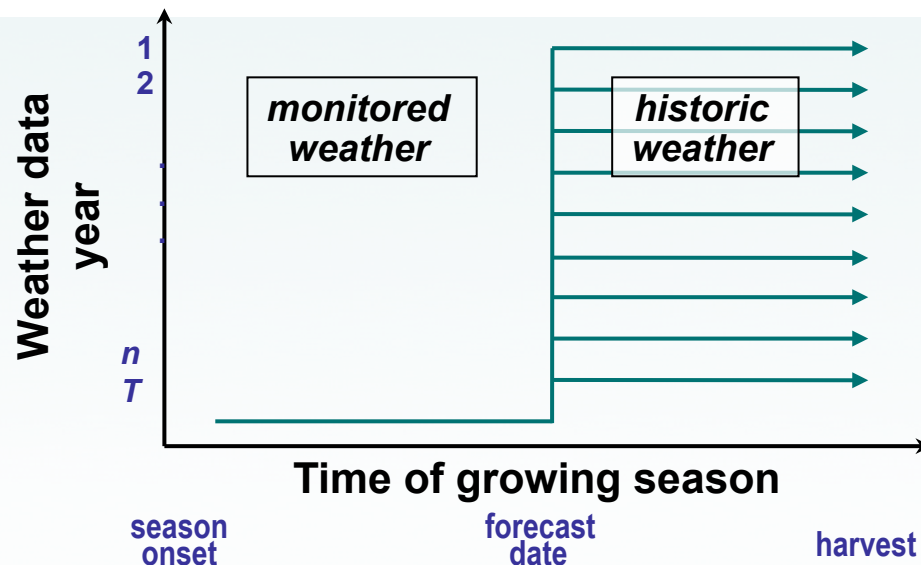 Weather data
year
1
2
.
.
.
n
T
monitored
weather
historic
weather
Time of growing season
season
onset
forecast
date
harvest